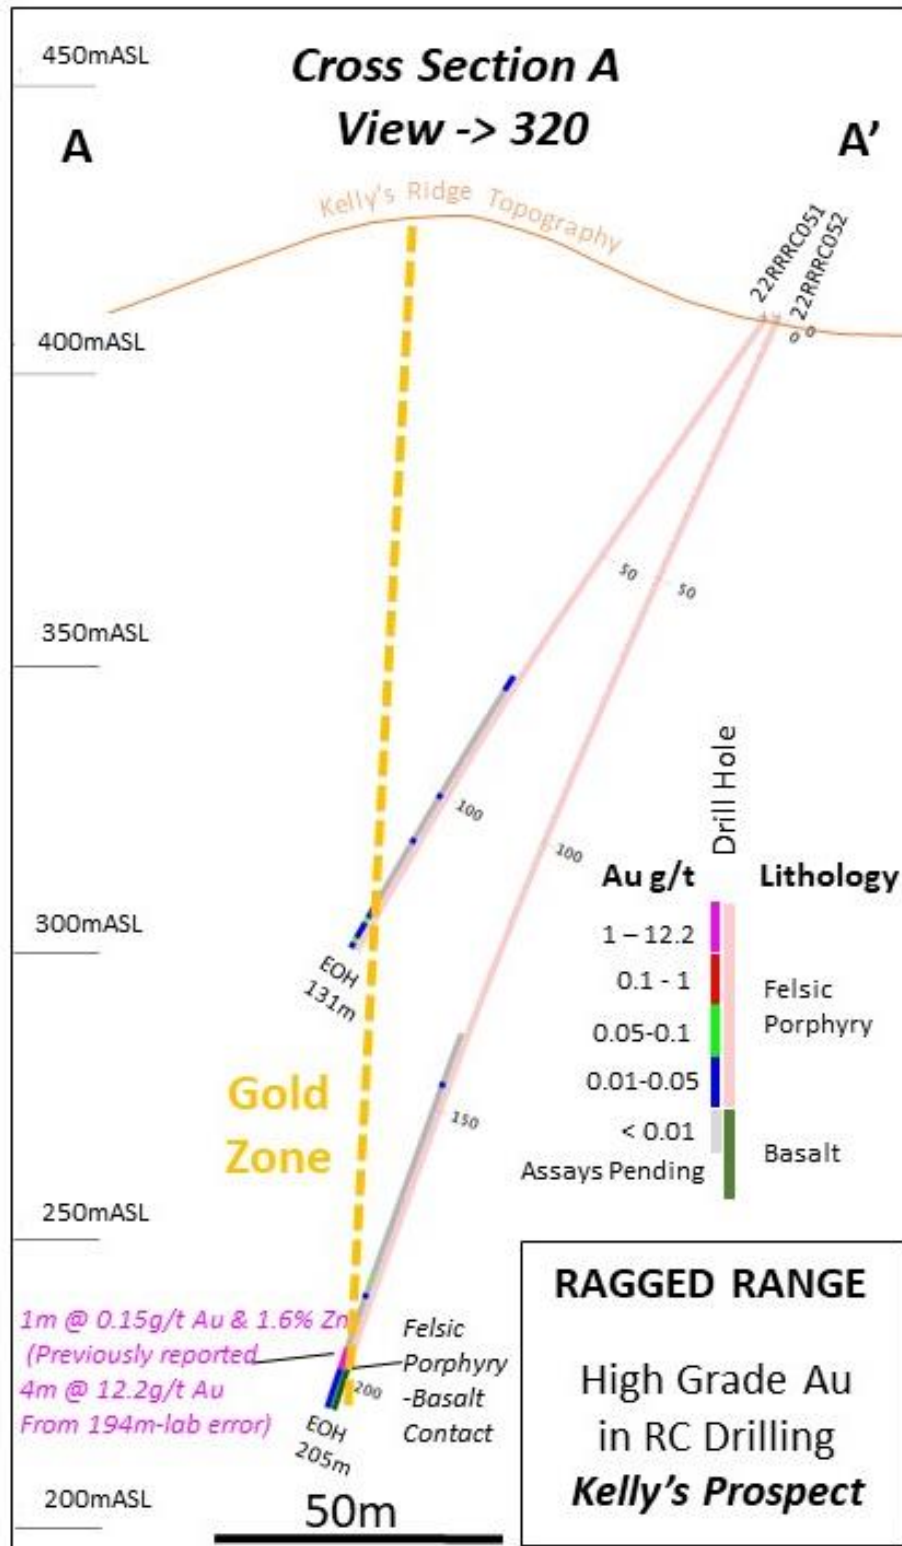 450mASL
Cross Section A
View -> 320
A
A'
Kelly's Ridge Topography
22RRRC051
22RRRC052
0
0
400mASL
50
50
350mASL
100
100
Drill Hole
Au g/t
Lithology
1 – 12.2
0.1 - 1
Felsic
Porphyry
0.05-0.1
0.01-0.05
< 0.01
Basalt
Assays Pending
300mASL
EOH
131m
Gold
Zone
150
250mASL
1m @ 0.15g/t Au & 1.6% Zn
(Previously reported
4m @ 12.2g/t Au
From 194m-lab error)
Felsic
Porphyry
-Basalt
Contact
200
EOH
205m
200mASL
50m
RAGGED RANGE
High Grade Au
in RC Drilling
Kelly's Prospect